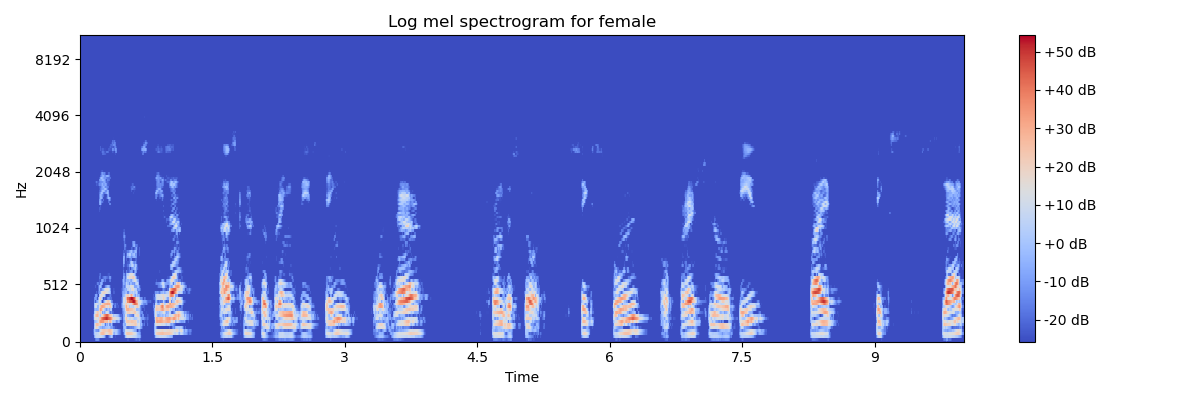 Log mel spectrogram for female
Hz
8192
4096
2048
1024
512
0
0 1.5 3 4.5 6 7.5 9
Time
+50 dB
+40 dB
+30 dB
+20 dB
+10 dB
+0 dB
-10 dB
-20 dB